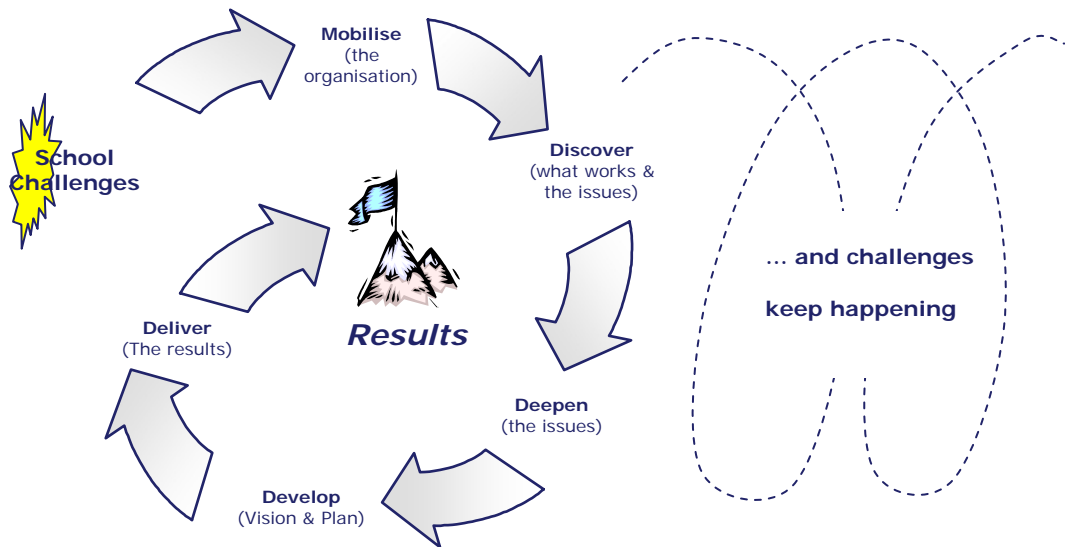 School
Challenges
Mobilise
(the
organisation)
Discover
(what works &
the issues)
Deepen
(the issues)
Develop
(Vision & Plan)
Deliver
(The results)
Results
... and challenges
keep happening